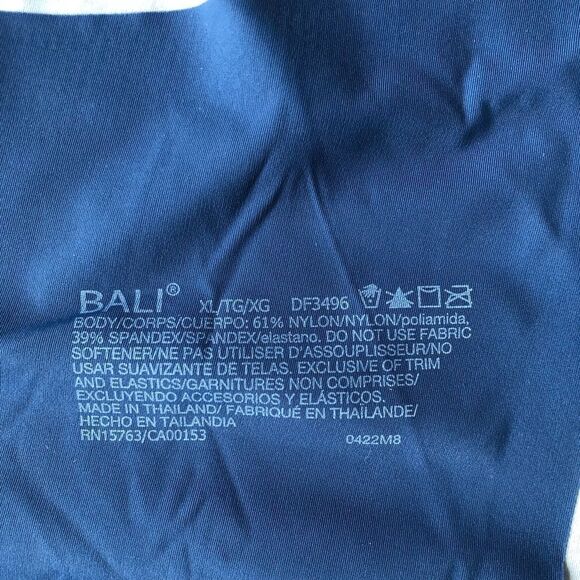 BALI® XL/TG/XG DF3496
BODY/CORPS/CUERPO: 61% NYLON/NYLON/poliamida,
39% SPANDEX/SPANDEX/elastano. DO NOT USE FABRIC
SOFTENER/NE PAS UTILISER D'ASSOUPLISSEUR/NO
USAR SUAVIZANTE DE TELAS. EXCLUSIVE OF TRIM
AND ELASTICS/GARNITURES NON COMPRISES/
EXCLUYENDO ACCESORIOS Y ELÁSTICOS.
MADE IN THAILAND/ FABRIQUÉ EN THAÏLANDE/
HECHO EN TAILANDIA
RN15763/CA00153 0422M8